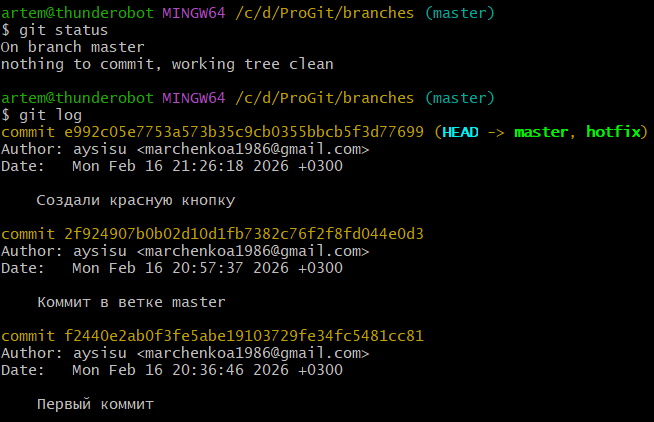 artem@thunderobot MINGW64 /c/d/ProGit/branches (master)
$ git status
On branch master
nothing to commit, working tree clean
artem@thunderobot MINGW64 /c/d/ProGit/branches (master)
$ git log
commit e992c05e7753a573b35c9cb0355bbcb5f3d77699 (HEAD -> master, hotfix)
Author: aysisu <marchenkoa1986@gmail.com>
Date:   Mon Feb 16 21:26:18 2026 +0300
Создали красную кнопку
commit 2f924907b0b02d10d1fb7382c76f2f8fd044e0d3
Author: aysisu <marchenkoa1986@gmail.com>
Date:   Mon Feb 16 20:57:37 2026 +0300
Коммит в ветке master
commit f2440e2ab0f3fe5abe19103729fe34fc5481cc81
Author: aysisu <marchenkoa1986@gmail.com>
Date:   Mon Feb 16 20:36:46 2026 +0300
Первый коммит